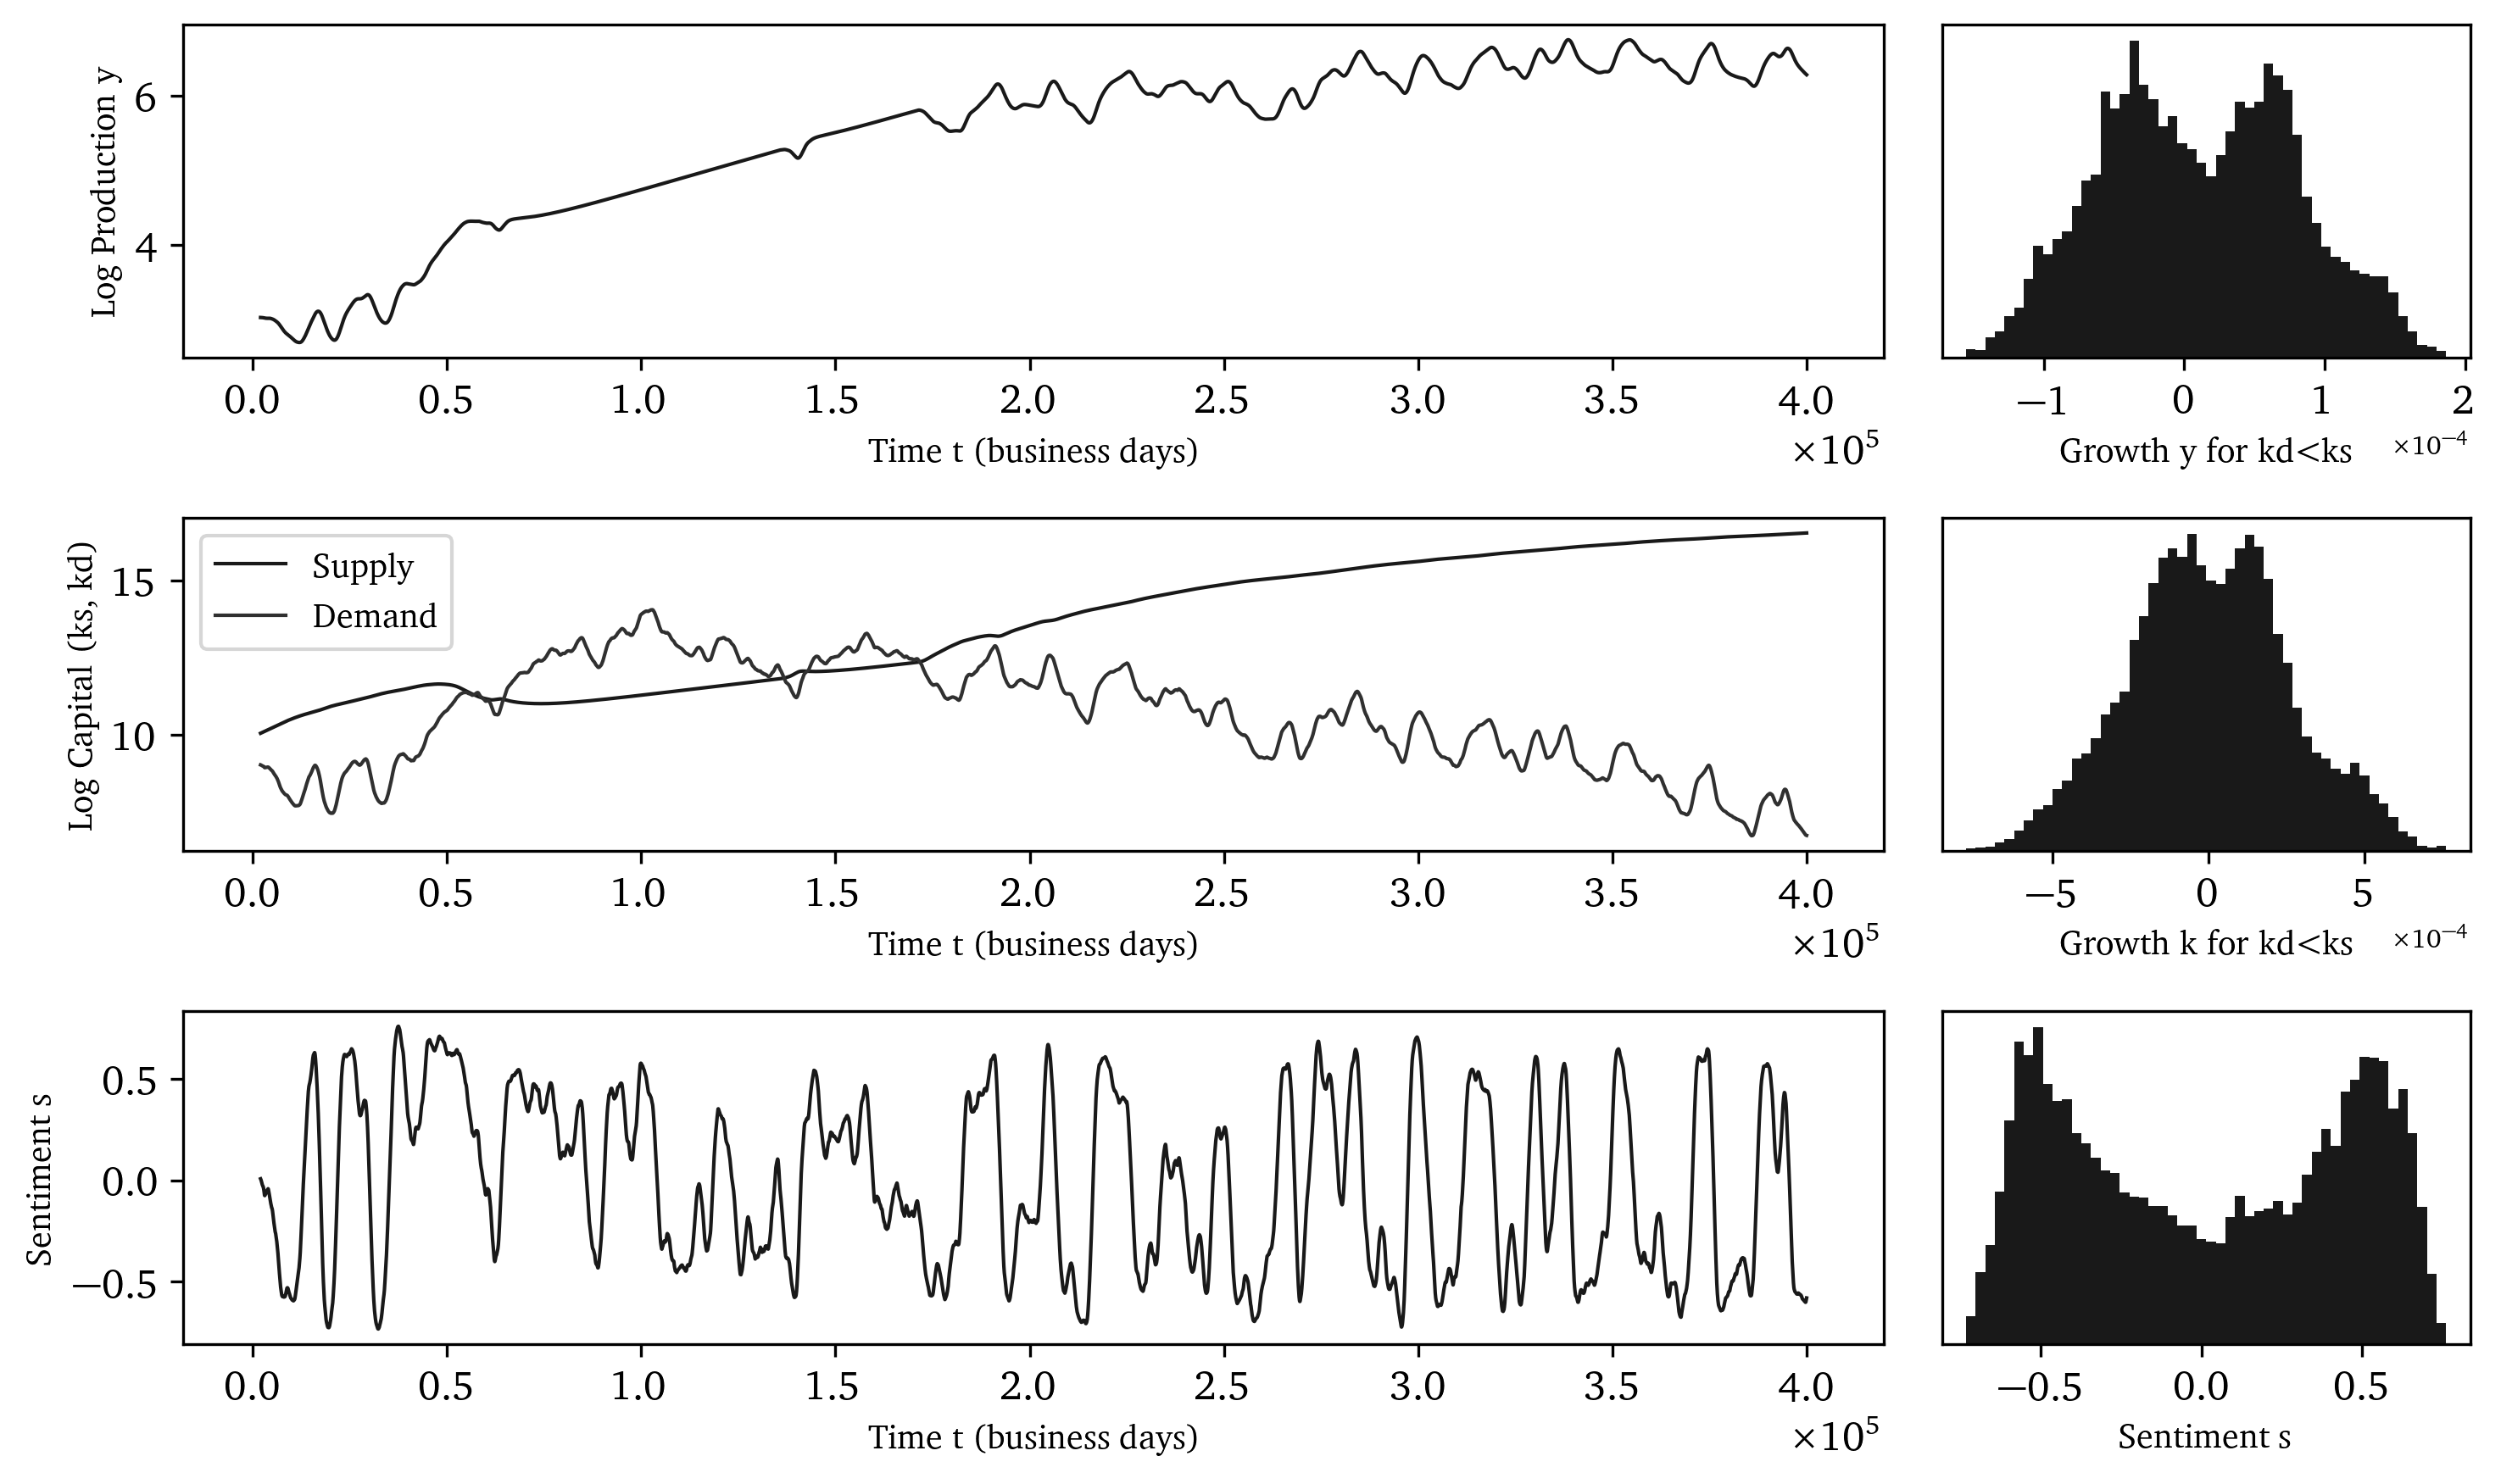 Log Production y
6
4
0.0 0.5 1.0 1.5 2.0 2.5 3.0 3.5 4.0
Time t (business days)
×10⁵
−1 0 1 2
Growth y for kd<ks
×10⁻⁴
Log Capital (ks, kd)
15
10
Supply
Demand
0.0 0.5 1.0 1.5 2.0 2.5 3.0 3.5 4.0
Time t (business days)
×10⁵
−5 0 5
Growth k for kd<ks
×10⁻⁴
Sentiment s
0.5
0.0
−0.5
0.0 0.5 1.0 1.5 2.0 2.5 3.0 3.5 4.0
Time t (business days)
×10⁵
−0.5 0.0 0.5
Sentiment s